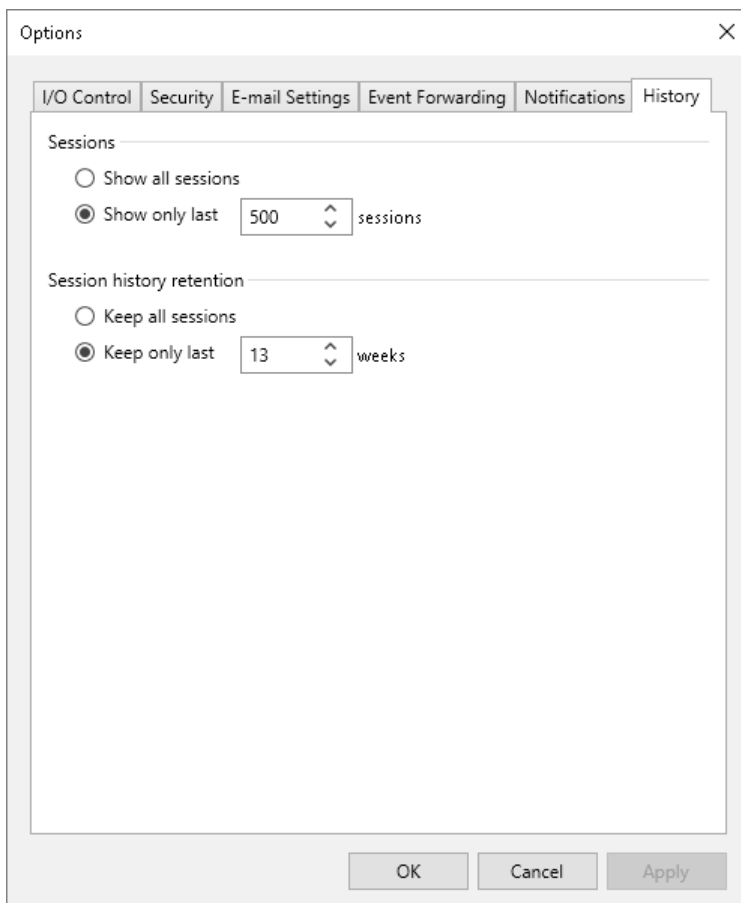 Options
I/O Control Security E-mail Settings Event Forwarding Notifications History
Sessions
Show all sessions
Show only last 500 sessions
Session history retention
Keep all sessions
Keep only last 13 weeks
OK Cancel Apply